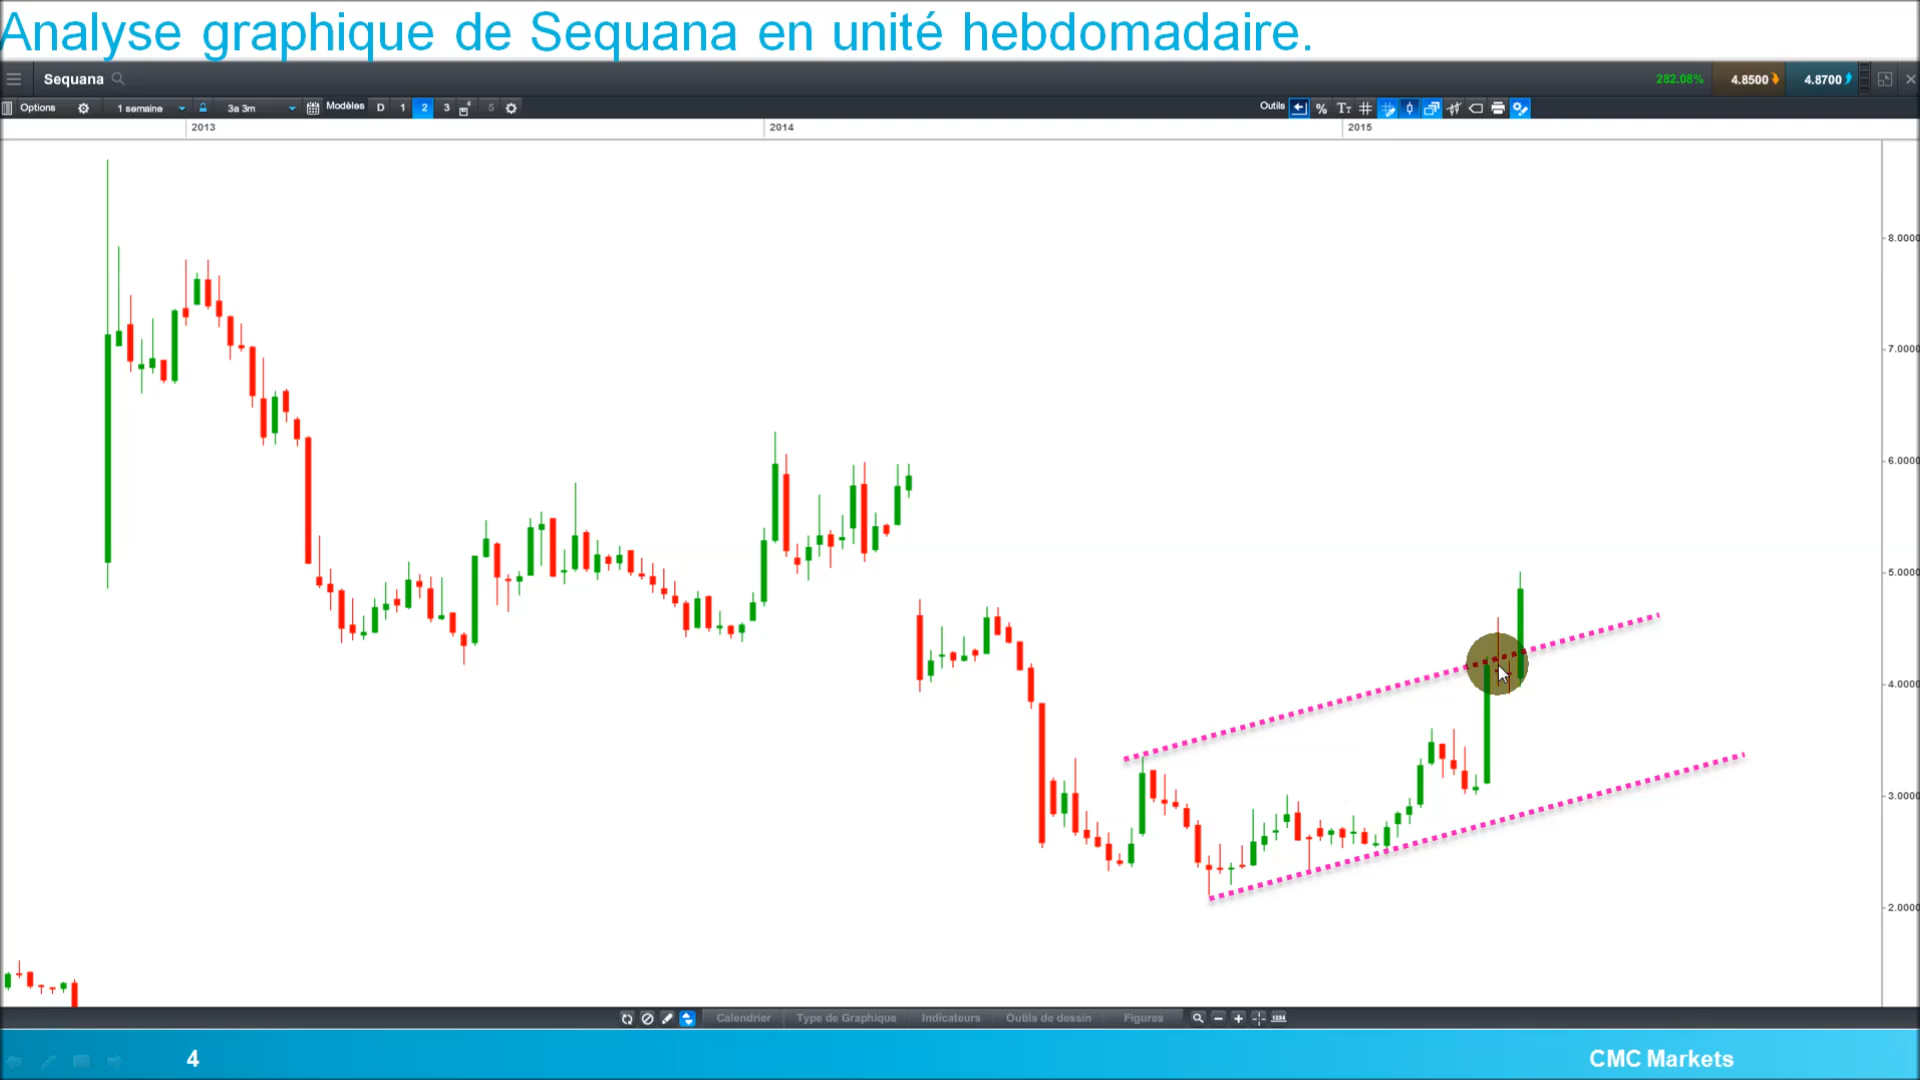 Analyse graphique de Sequana en unité hebdomadaire.
Sequana 282.08% 4.8500 4.8700
Options 1 semaine 3a 3m Modèles D 1 2 3 5 Outils % TT
2013 2014 2015
8.0000
7.0000
6.0000
5.0000
4.0000
3.0000
2.0000
Calendrier Type de Graphique Indicateurs Outils de dessin Figures
4 CMC Markets